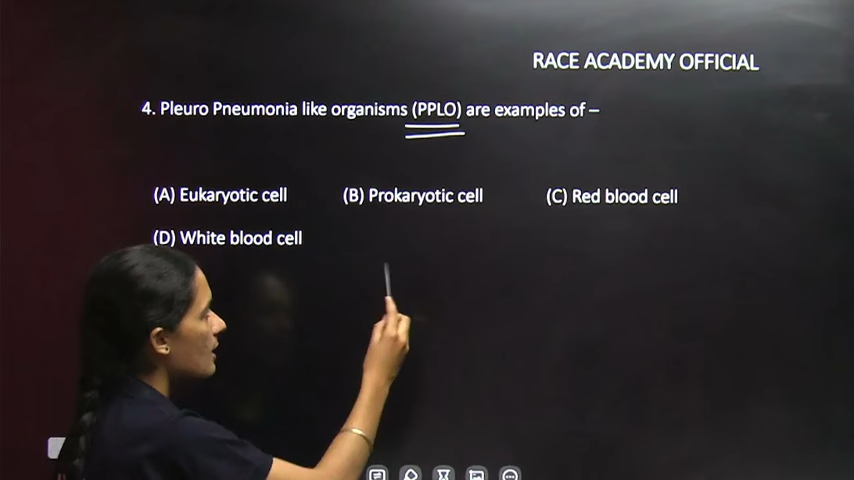 RACE ACADEMY OFFICIAL
4. Pleuro Pneumonia like organisms (PPLO) are examples of –
(A) Eukaryotic cell (B) Prokaryotic cell (C) Red blood cell
(D) White blood cell